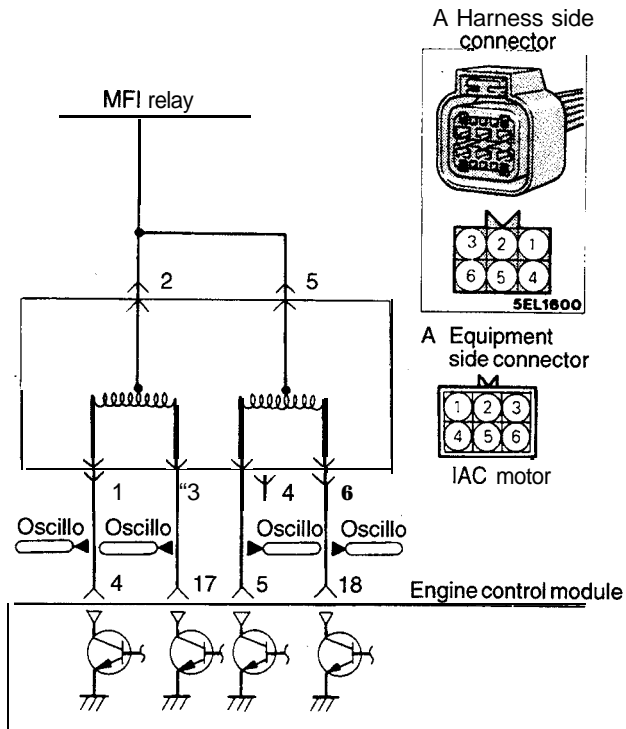 A Harness side
connector
MFI relay
3 2 1
6 5 4
5EL1600
2 5
A Equipment
side connector
1 2 3
4 5 6
IAC motor
1 “3 4 6
Oscillo Oscillo Oscillo Oscillo
4 17 5 18
Engine control module